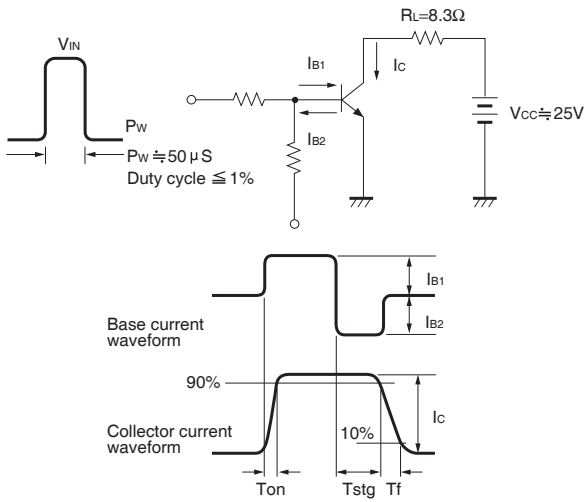 RL=8.3Ω
VIN
IB1
IC
PW
IB2
VCC≒25V
PW≒50μS
Duty cycle ≦1%
IB1
Base current
waveform
IB2
90%
Collector current
waveform
10%
IC
Ton
Tstg
Tf